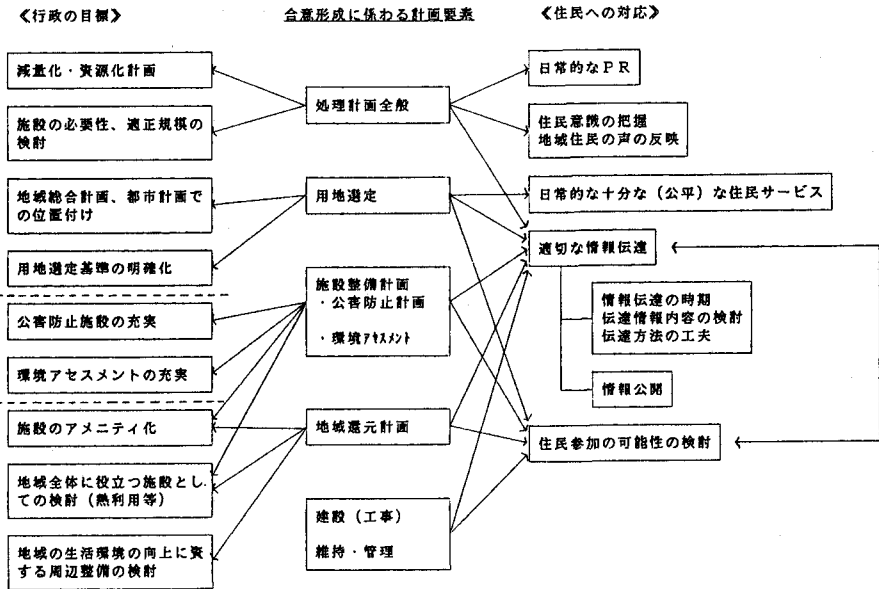 ≪行政の目標≫
合意形成に係わる計画要素
≪住民への対応≫
減量化・資源化計画
施設の必要性、適正規模の
検討
地域総合計画、都市計画で
の位置付け
用地選定基準の明確化
公害防止施設の充実
環境アセスメントの充実
施設のアメニティ化
地域全体に役立つ施設とし
ての検討（熱利用等）
地域の生活環境の向上に資
する周辺整備の検討
処理計画全般
用地選定
施設整備計画
・公害防止計画
・環境ｱｾｽﾒﾝﾄ
地域還元計画
建設（工事）
維持・管理
日常的なＰＲ
住民意識の把握
地域住民の声の反映
日常的な十分な（公平）な住民サービス
適切な情報伝達
情報伝達の時期
伝達情報内容の検討
伝達方法の工夫
情報公開
住民参加の可能性の検討